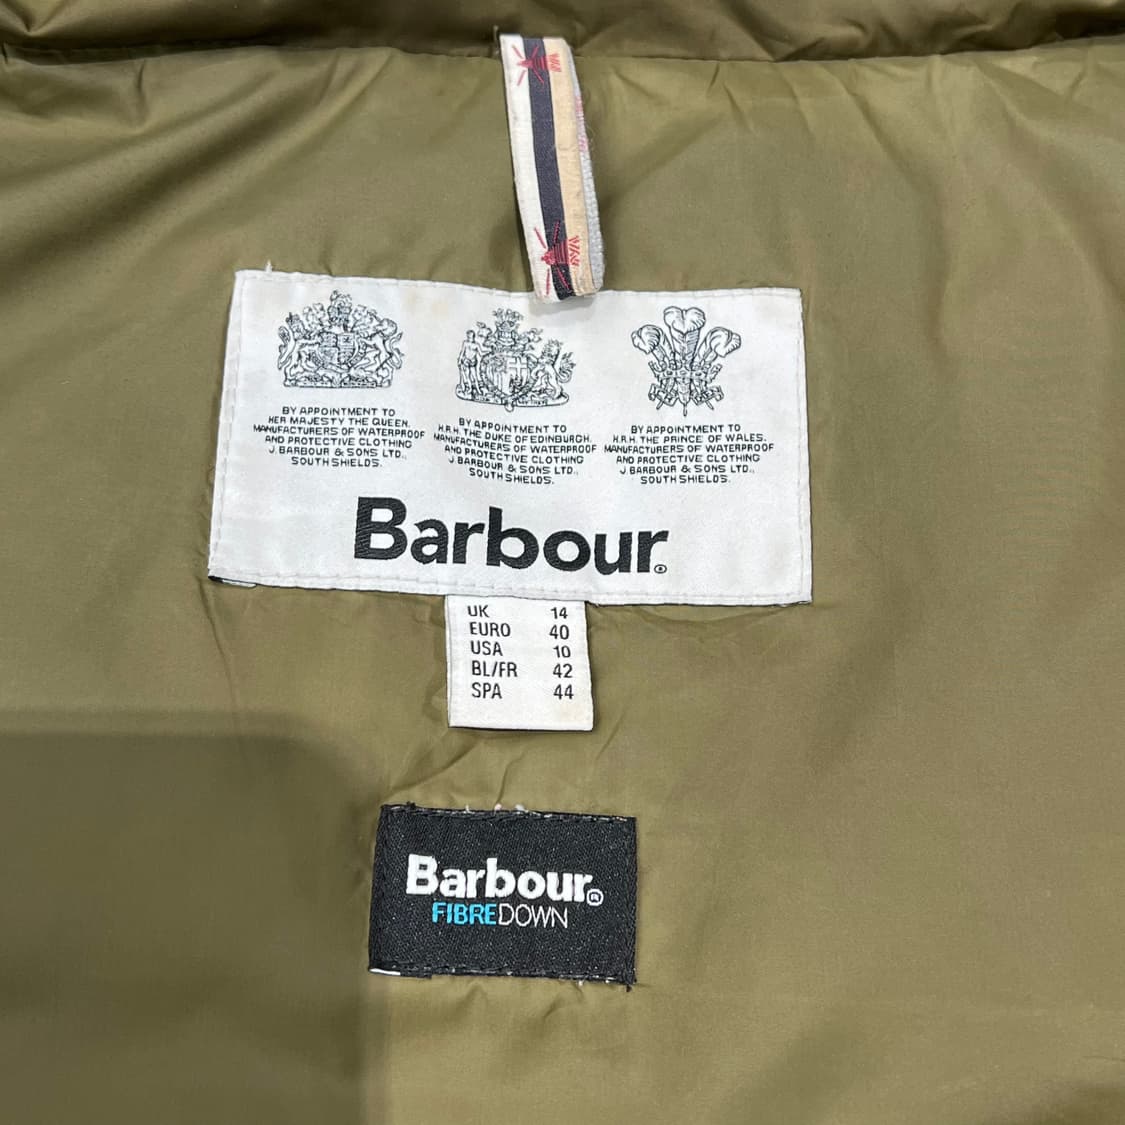 BY APPOINTMENT TO
HER MAJESTY THE QUEEN.
MANUFACTURERS OF WATERPROOF
AND PROTECTIVE CLOTHING
J. BARBOUR & SONS LTD.,
SOUTH SHIELDS.
BY APPOINTMENT TO
H.R.H. THE DUKE OF EDINBURGH.
MANUFACTURERS OF WATERPROOF
AND PROTECTIVE CLOTHING
J. BARBOUR & SONS LTD.,
SOUTH SHIELDS.
BY APPOINTMENT TO
H.R.H. THE PRINCE OF WALES.
MANUFACTURERS OF WATERPROOF
AND PROTECTIVE CLOTHING
J. BARBOUR & SONS LTD.,
SOUTH SHIELDS.
Barbour®
UK 14
EURO 40
USA 10
BL/FR 42
SPA 44
Barbour®
FIBREDOWN